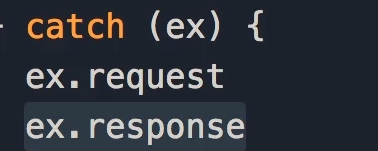 catch (ex) {
ex.request
ex.response